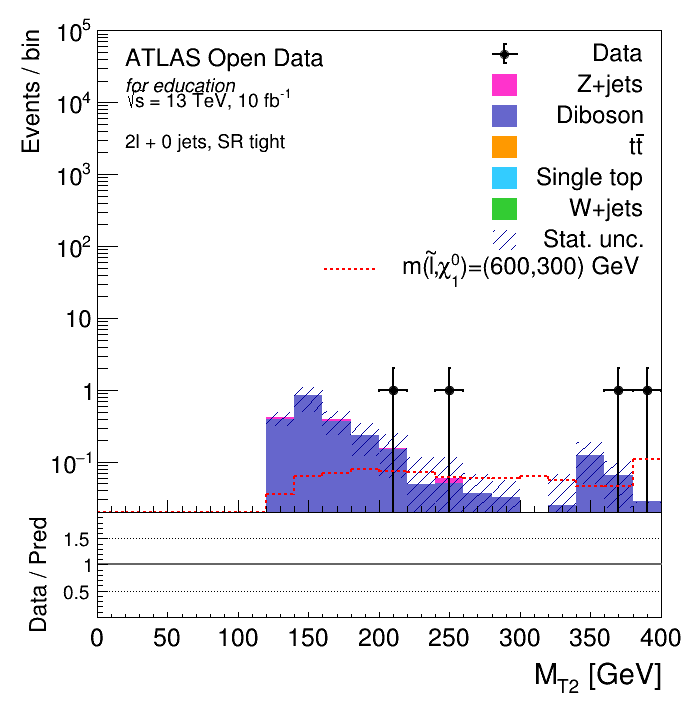 ATLAS Open Data
for education
√s = 13 TeV, 10 fb⁻¹
2l + 0 jets, SR tight
Data
Z+jets
Diboson
tt̄
Single top
W+jets
Stat. unc.
m(l̃,χ₁⁰)=(600,300) GeV
Events / bin
10⁵
10⁴
10³
10²
10
1
10⁻¹
Data / Pred
1.5
1
0.5
0 50 100 150 200 250 300 350 400
M_T2 [GeV]